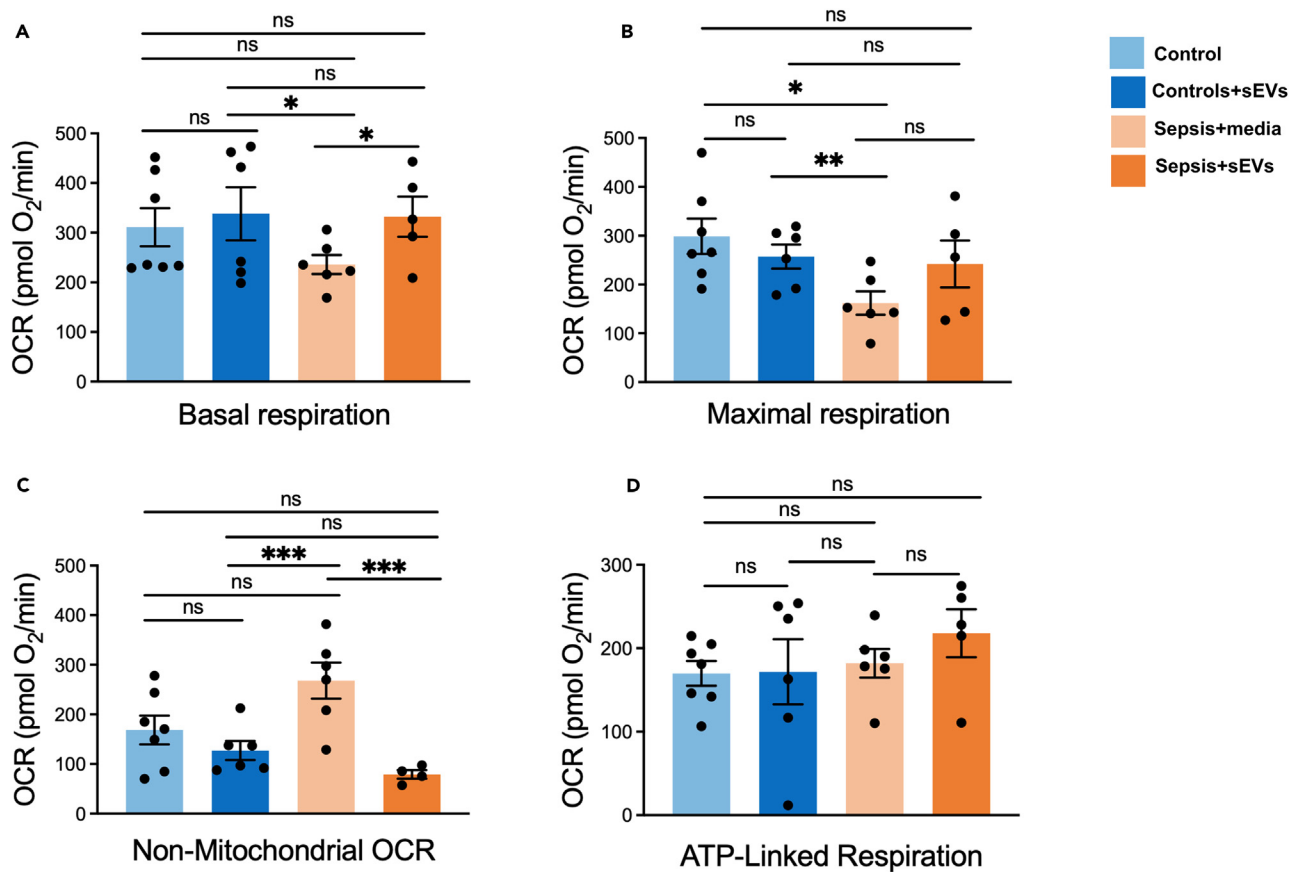 A
ns
ns
ns
ns
*
*
500
400
300
200
100
0
OCR (pmol O₂/min)
Basal respiration
B
ns
ns
*
ns
ns
**
500
400
300
200
100
0
OCR (pmol O₂/min)
Maximal respiration
Control
Controls+sEVs
Sepsis+media
Sepsis+sEVs
C
ns
ns
***
***
ns
ns
500
400
300
200
100
0
OCR (pmol O₂/min)
Non-Mitochondrial OCR
D
ns
ns
ns
ns
ns
300
200
100
0
OCR (pmol O₂/min)
ATP-Linked Respiration